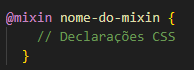 @mixin nome-do-mixin {
// Declarações CSS
}